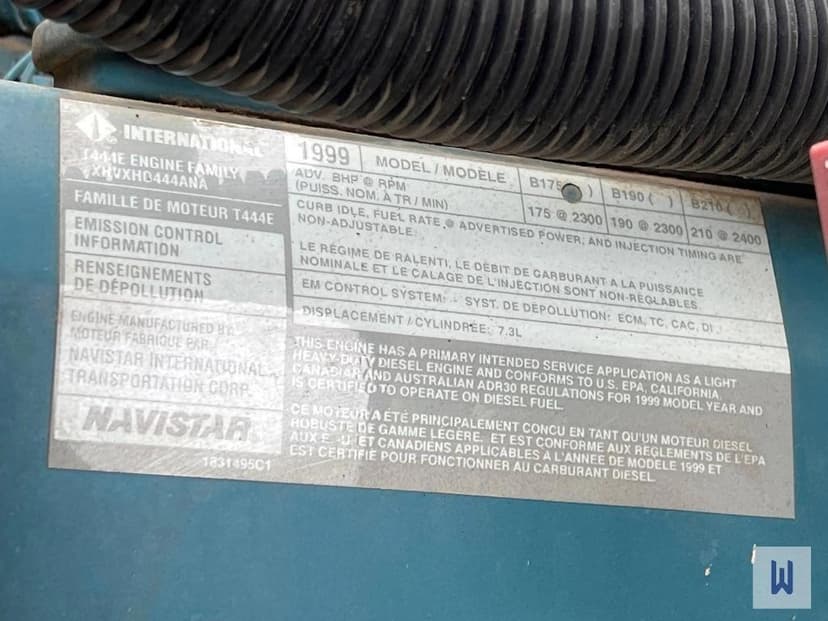 INTERNATIONAL
T444E ENGINE FAMILY
XNVXH0444ANA
FAMILLE DE MOTEUR T444E
EMISSION CONTROL
INFORMATION
RENSEIGNEMENTS
DE DÉPOLLUTION
ENGINE MANUFACTURED BY
MOTEUR FABRIQUE PAR
NAVISTAR INTERNATIONAL
TRANSPORTATION CORP.
NAVISTAR
1831495C1
1999 MODEL / MODÈLE B175 ( ) B190 ( ) B210 ( )
ADV. BHP @ RPM
(PUISS. NOM. À TR / MIN) 175 @ 2300 190 @ 2300 210 @ 2400
CURB IDLE, FUEL RATE @ ADVERTISED POWER, AND INJECTION TIMING ARE
NON-ADJUSTABLE.
LE RÉGIME DE RALENTI, LE DÉBIT DE CARBURANT A LA PUISSANCE
NOMINALE ET LE CALAGE DE L'INJECTION SONT NON-RÉGLABLES.
EM CONTROL SYSTEM: SYST. DE DÉPOLLUTION: ECM, TC, CAC, DI
DISPLACEMENT / CYLINDRÉE: 7.3L
THIS ENGINE HAS A PRIMARY INTENDED SERVICE APPLICATION AS A LIGHT
HEAVY-DUTY DIESEL ENGINE AND CONFORMS TO U.S. EPA, CALIFORNIA,
CANADIAN AND AUSTRALIAN ADR30 REGULATIONS FOR 1999 MODEL YEAR AND
IS CERTIFIED TO OPERATE ON DIESEL FUEL.
CE MOTEUR A ÉTÉ PRINCIPALEMENT CONCU EN TANT QU'UN MOTEUR DIESEL
ROBUSTE DE GAMME LÉGÈRE. ET EST CONFORME AUX RÈGLEMENTS DE L'EPA
AUX É.-U. ET CANADIENS APPLICABLES À L'ANNEE DE MODÈLE 1999 ET
EST CERTIFIÉ POUR FONCTIONNER AU CARBURANT DIESEL.
W